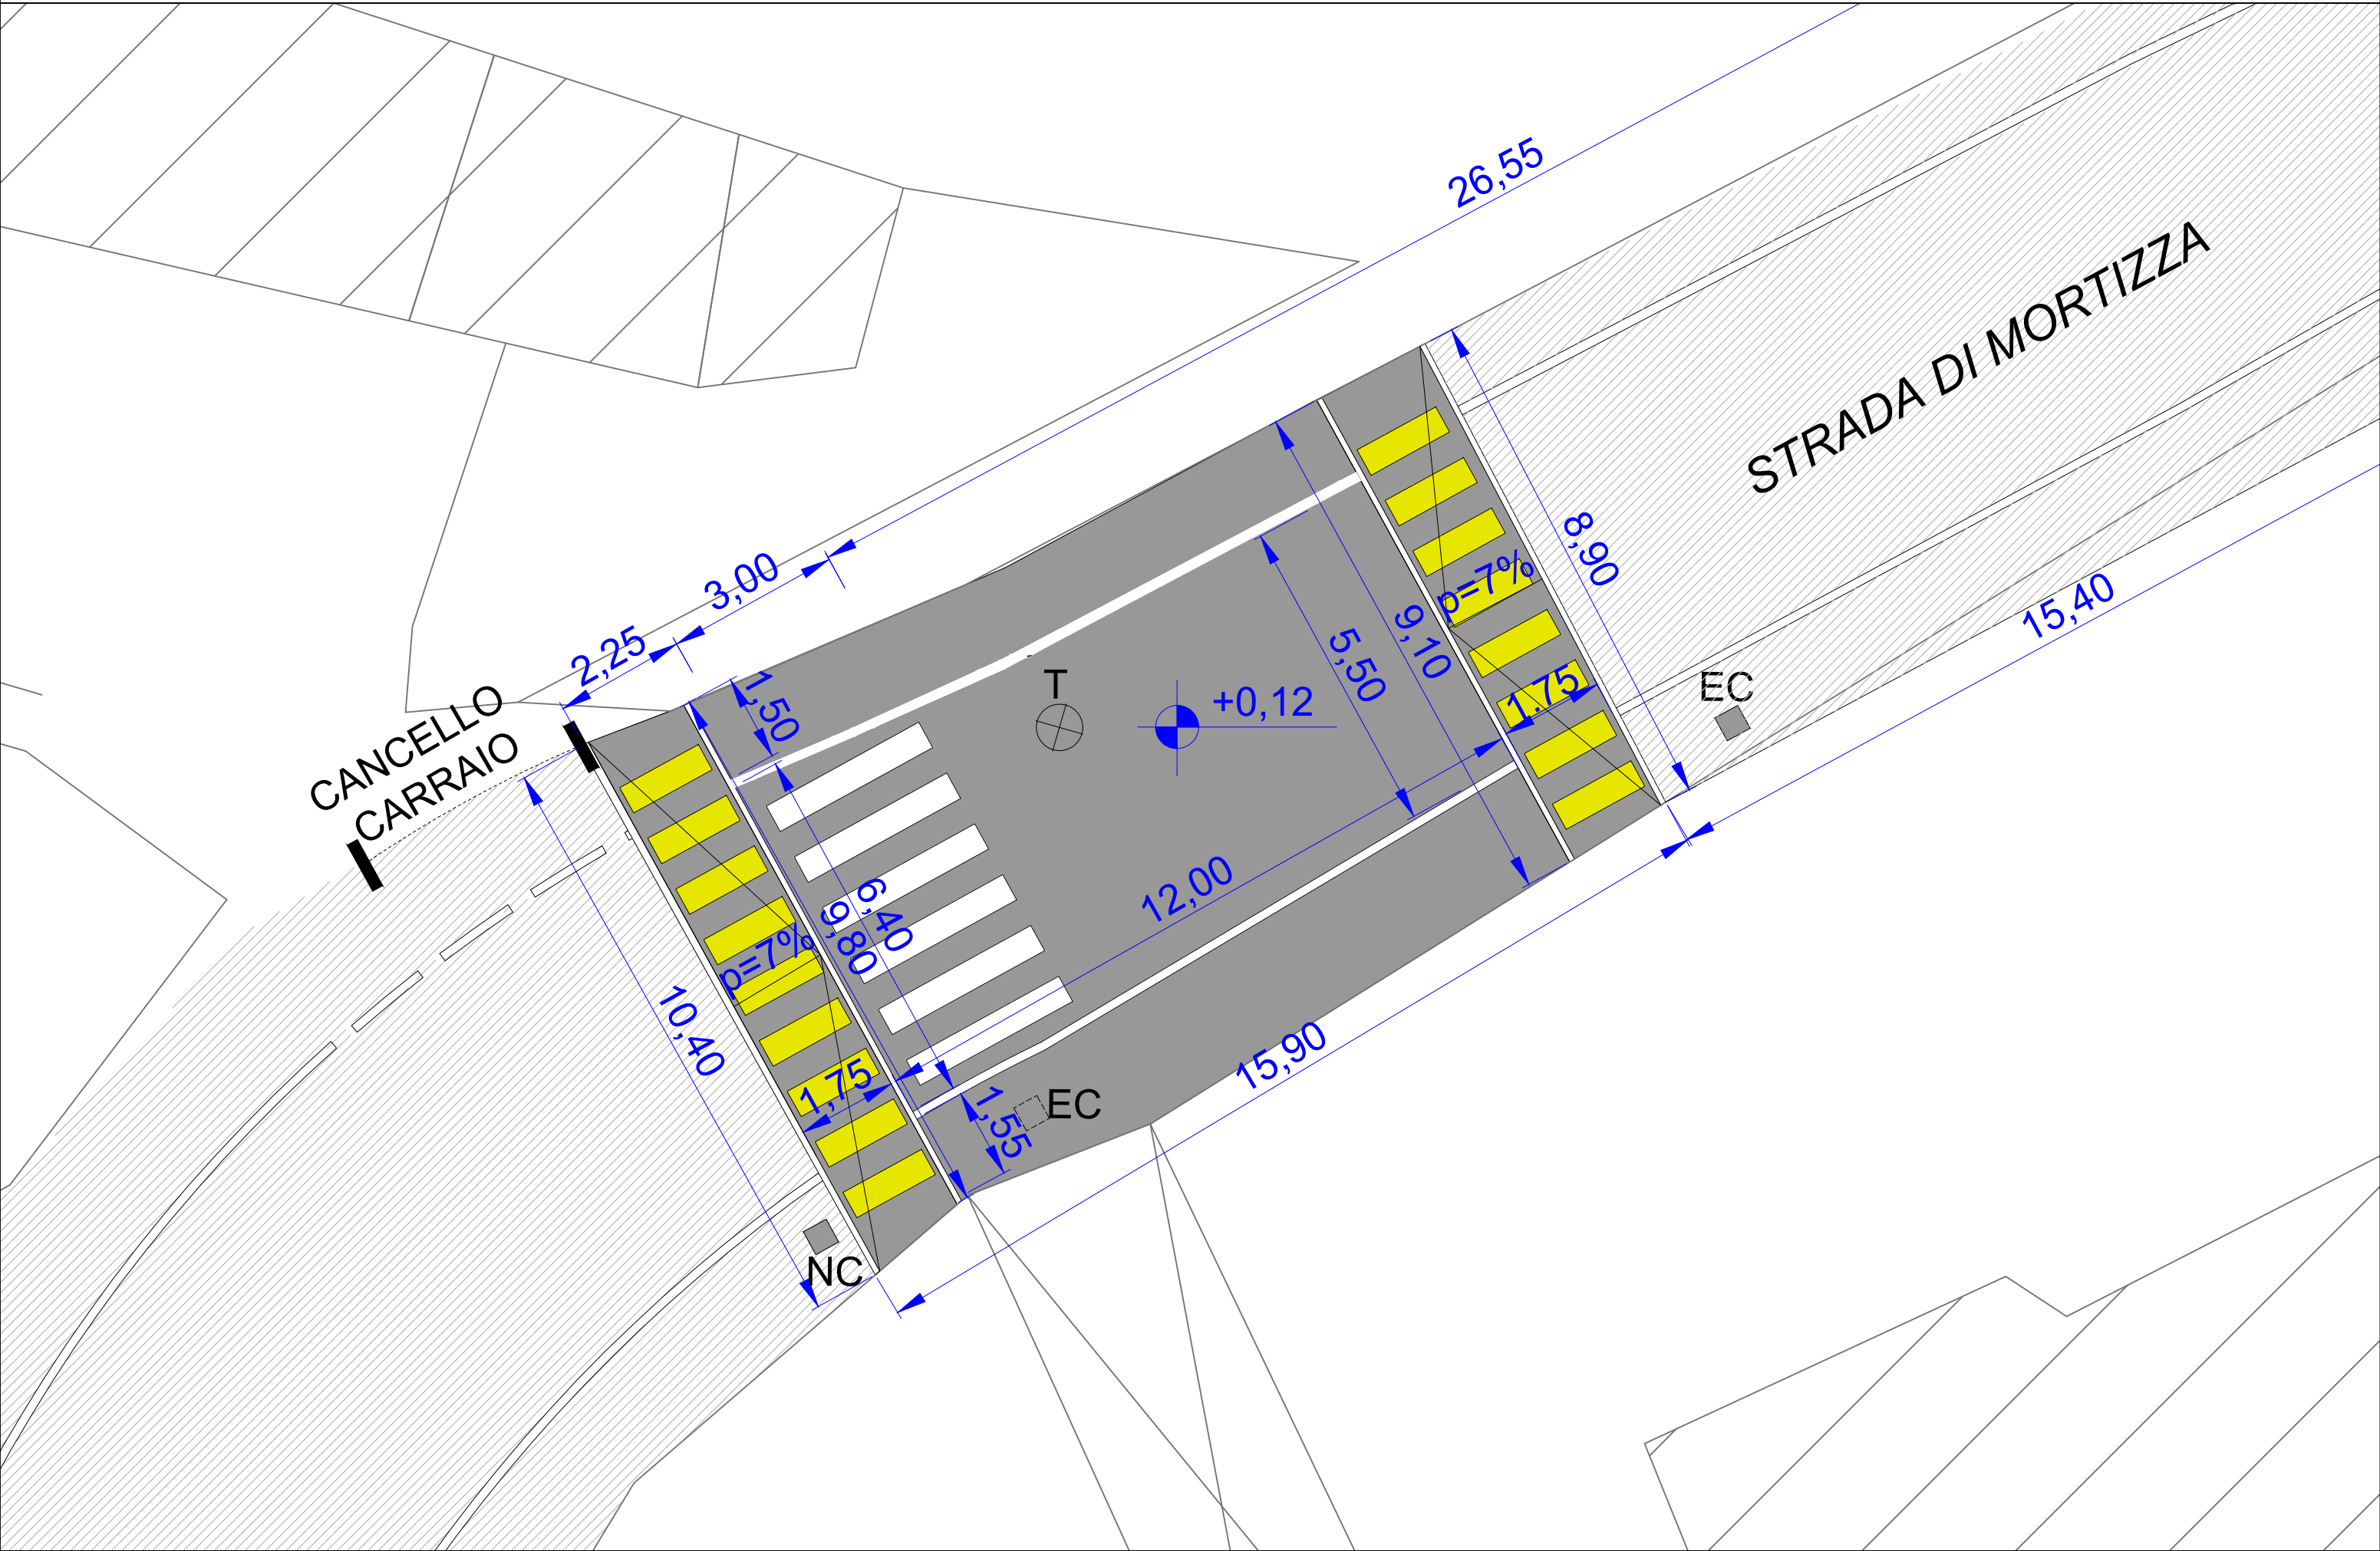 26,55
STRADA DI MORTIZZA
3,00
2,25
8,90
p=7%
9,10
5,50
15,40
1.75
EC
T
+0,12
1,50
CANCELLO
CARRAIO
12,00
6,40
9,80
p=7%
10,40
1,75
15,90
EC
1,55
NC